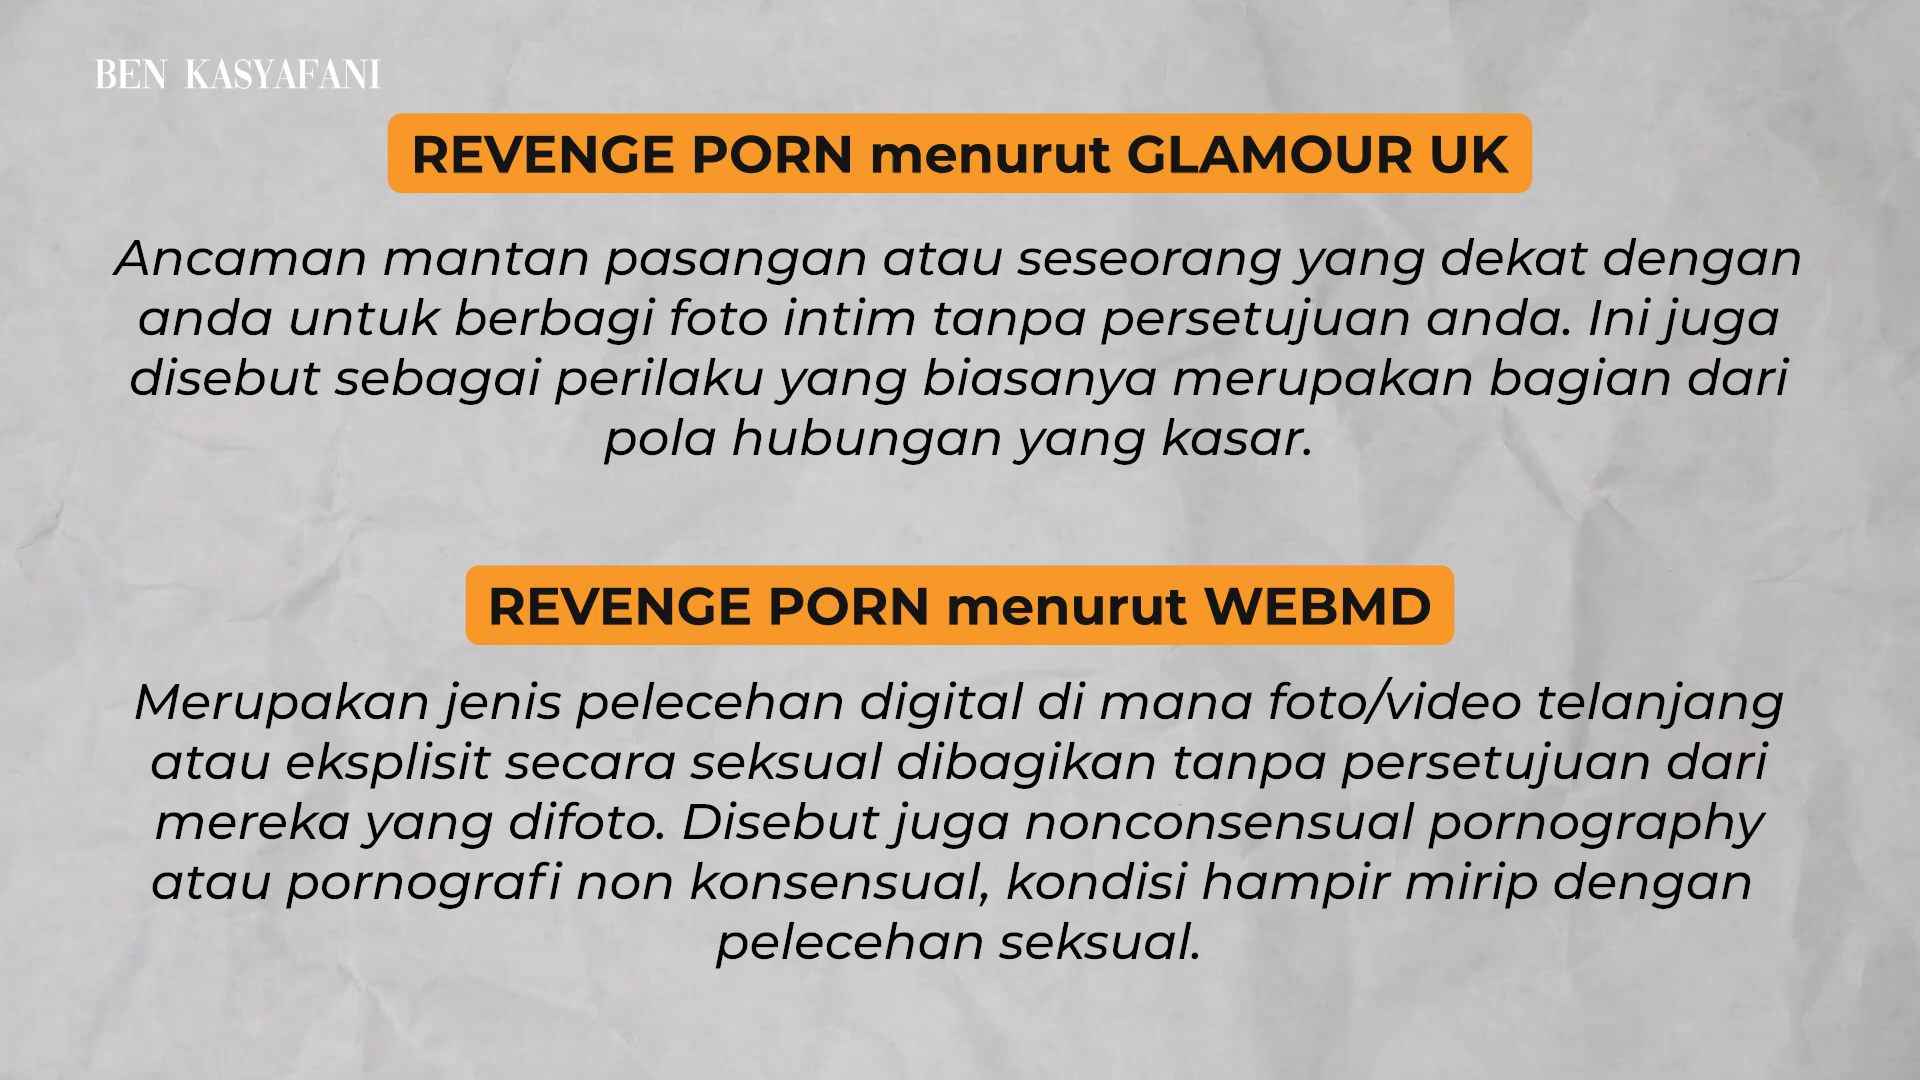 BEN KASYAFANI
REVENGE PORN menurut GLAMOUR UK
Ancaman mantan pasangan atau seseorang yang dekat dengan
anda untuk berbagi foto intim tanpa persetujuan anda. Ini juga
disebut sebagai perilaku yang biasanya merupakan bagian dari
pola hubungan yang kasar.
REVENGE PORN menurut WEBMD
Merupakan jenis pelecehan digital di mana foto/video telanjang
atau eksplisit secara seksual dibagikan tanpa persetujuan dari
mereka yang difoto. Disebut juga nonconsensual pornography
atau pornografi non konsensual, kondisi hampir mirip dengan
pelecehan seksual.